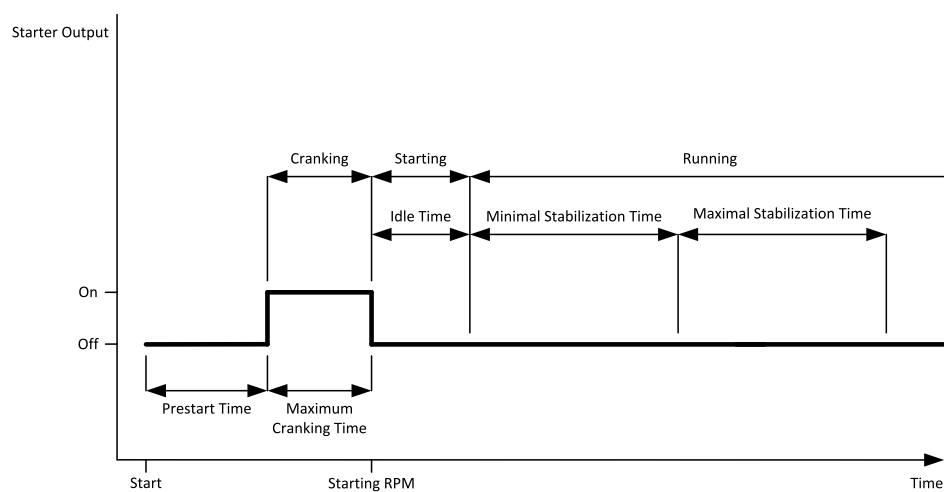 Starter Output
Cranking
Starting
Running
Idle Time
Minimal Stabilization Time
Maximal Stabilization Time
On
Off
Prestart Time
Maximum
Cranking Time
Start
Starting RPM
Time